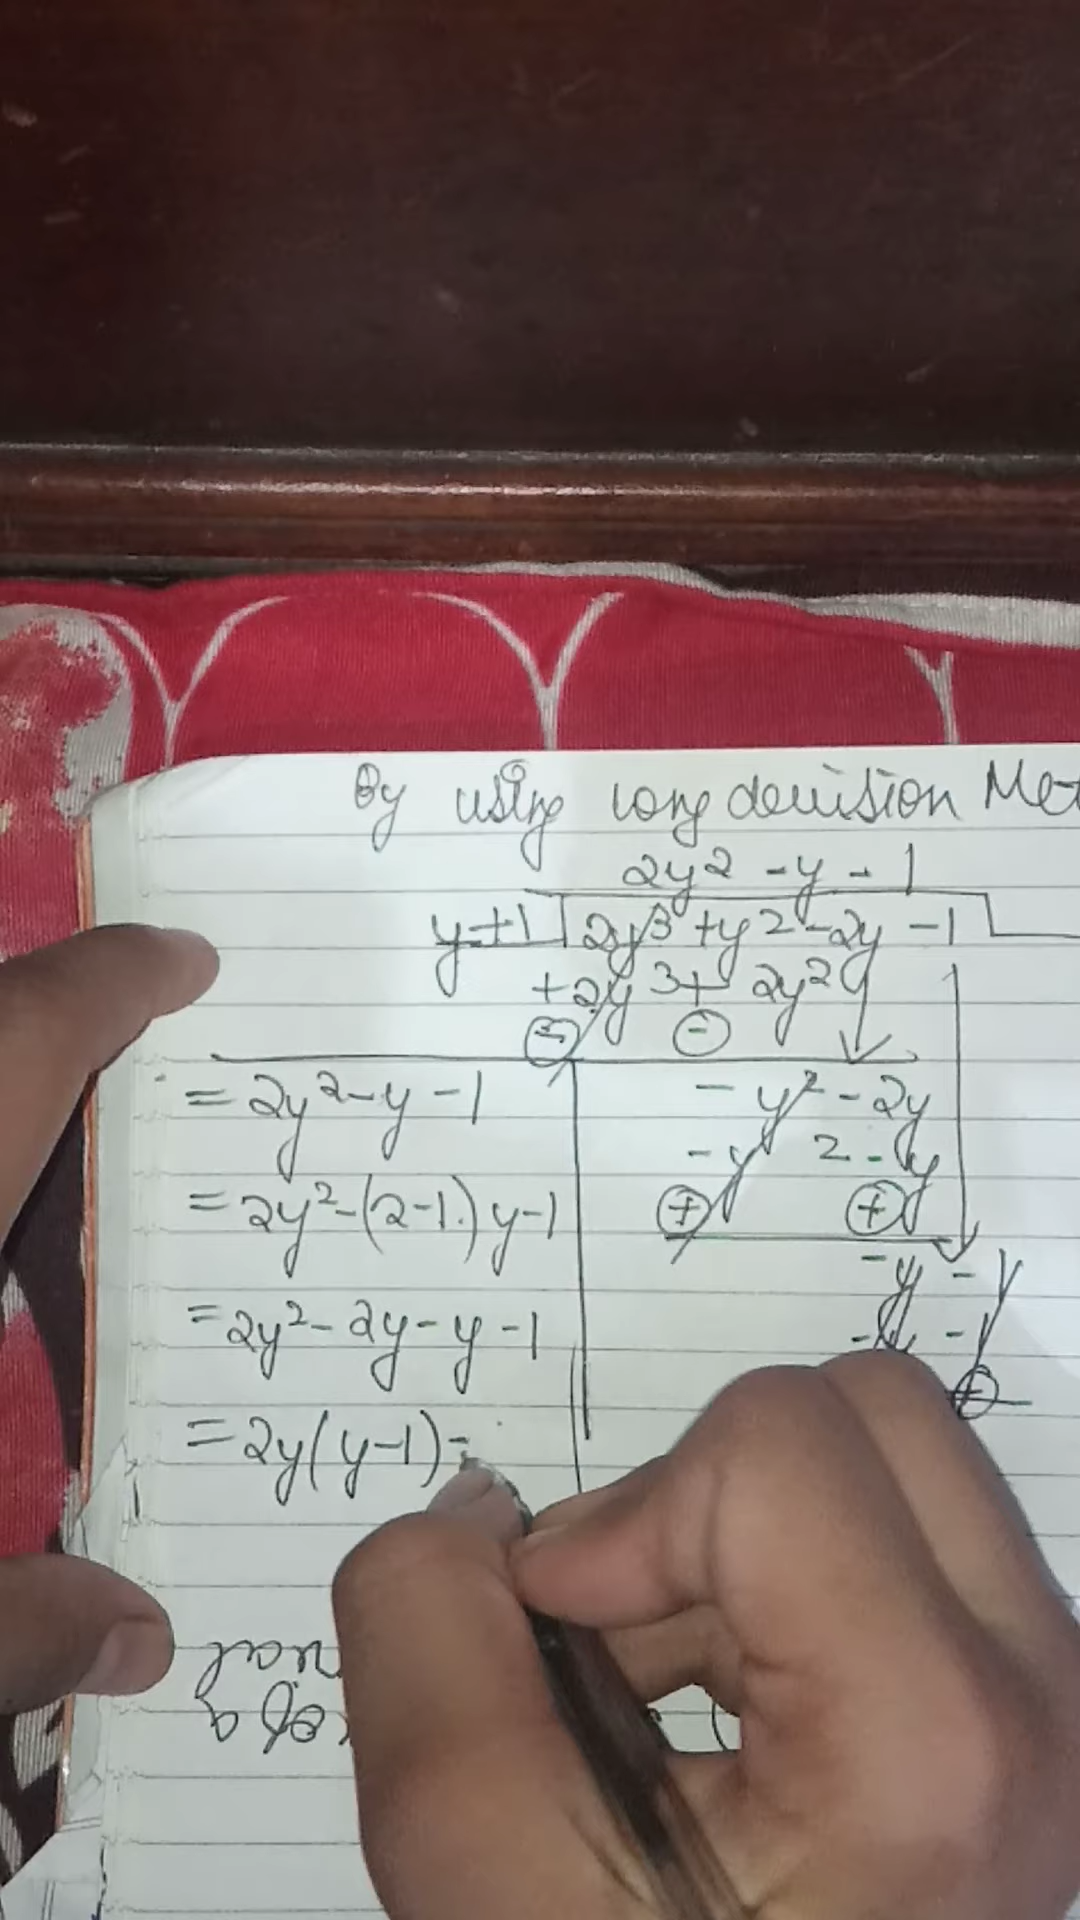 By using long devision
2y2 - y - 1
y+1 2y3 +y2 -2y -1
+2y3+ 2y2
- -
- y2 - 2y
- y2 - y
+ +
- y - 1
- y - 1
+
= 2y2 - y - 1
= 2y2 - (2-1.) y - 1
= 2y2 - 2y - y - 1
= 2y(y-1) -